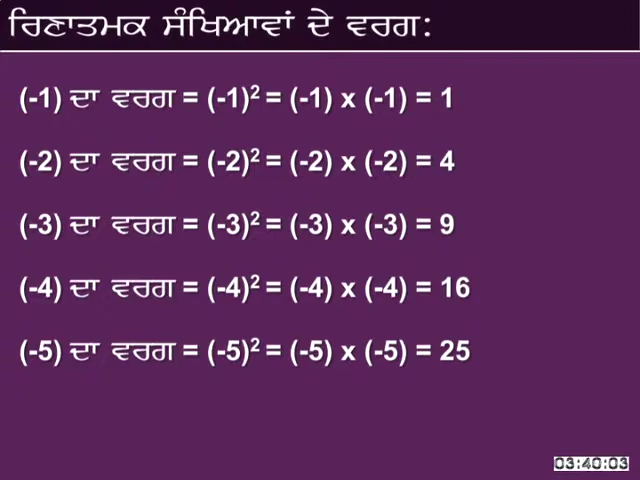 ਰਿਣਾਤਮਕ ਸੰਖਿਆਵਾਂ ਦੇ ਵਰਗ:
(-1) ਦਾ ਵਰਗ = (-1)² = (-1) x (-1) = 1
(-2) ਦਾ ਵਰਗ = (-2)² = (-2) x (-2) = 4
(-3) ਦਾ ਵਰਗ = (-3)² = (-3) x (-3) = 9
(-4) ਦਾ ਵਰਗ = (-4)² = (-4) x (-4) = 16
(-5) ਦਾ ਵਰਗ = (-5)² = (-5) x (-5) = 25
03:40:03